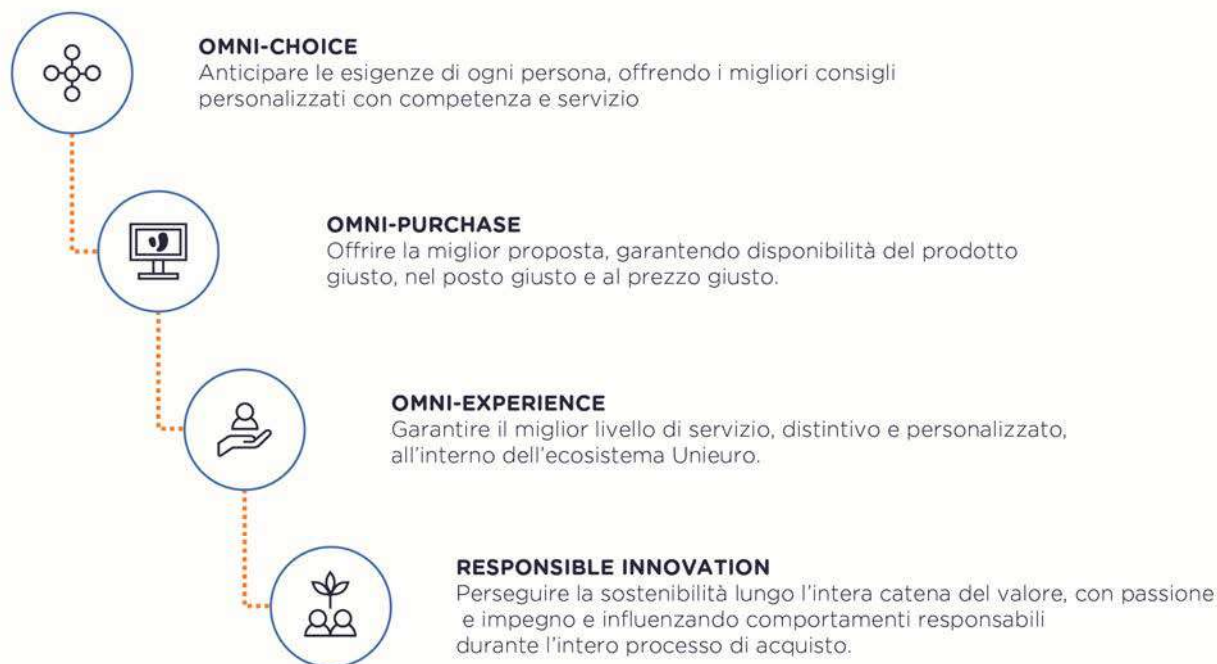 OMNI-CHOICE
Anticipare le esigenze di ogni persona, offrendo i migliori consigli
personalizzati con competenza e servizio
OMNI-PURCHASE
Offrire la miglior proposta, garantendo disponibilità del prodotto
giusto, nel posto giusto e al prezzo giusto.
OMNI-EXPERIENCE
Garantire il miglior livello di servizio, distintivo e personalizzato,
all’interno dell’ecosistema Unieuro.
RESPONSIBLE INNOVATION
Perseguire la sostenibilità lungo l’intera catena del valore, con passione
e impegno e influenzando comportamenti responsabili
durante l’intero processo di acquisto.